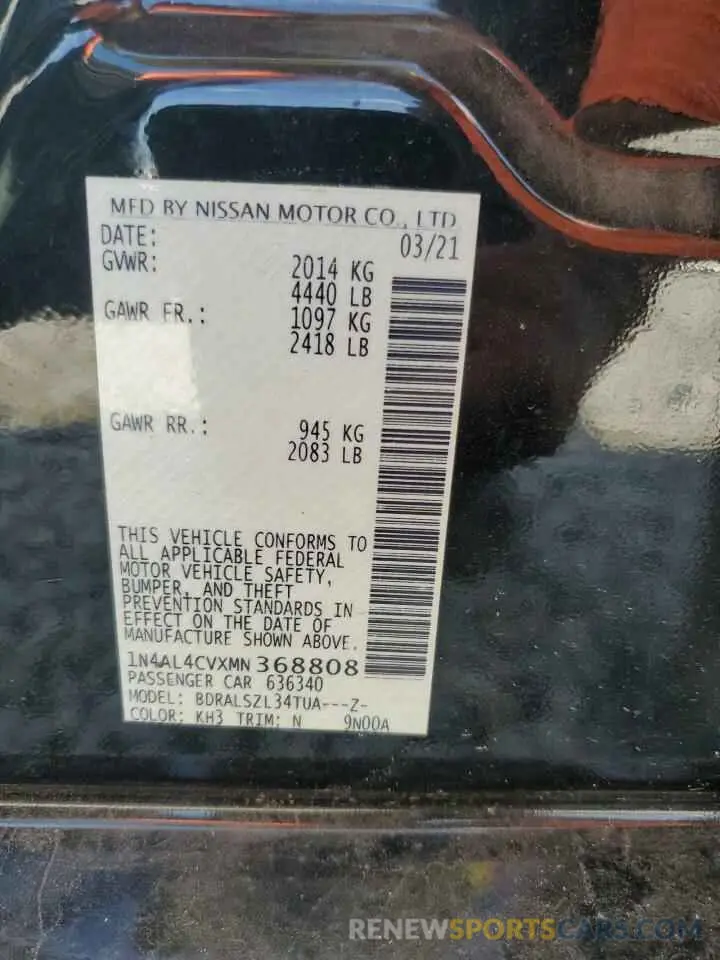 MFD BY NISSAN MOTOR CO., LTD
DATE: 03/21
GVWR: 2014 KG
4440 LB
GAWR FR.: 1097 KG
2418 LB
GAWR RR.: 945 KG
2083 LB
THIS VEHICLE CONFORMS TO
ALL APPLICABLE FEDERAL
MOTOR VEHICLE SAFETY,
BUMPER, AND THEFT
PREVENTION STANDARDS IN
EFFECT ON THE DATE OF
MANUFACTURE SHOWN ABOVE.
1N4AL4CVXMN368808
PASSENGER CAR 636340
MODEL: BDRALSZL34TUA---Z-
COLOR: KH3 TRIM: N 9N00A
RENEWSPORTSCARS.COM